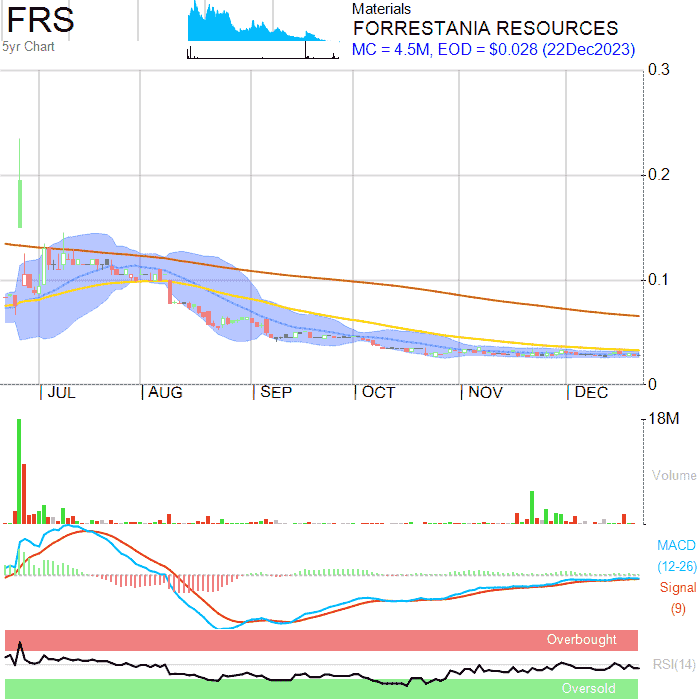 FRS
5yr Chart
Materials
FORRESTANIA RESOURCES
MC = 4.5M, EOD = $0.028 (22Dec2023)
0.3
0.2
0.1
0
JUL AUG SEP OCT NOV DEC
18M
Volume
MACD
(12-26)
Signal
(9)
Overbought
RSI(14)
Oversold